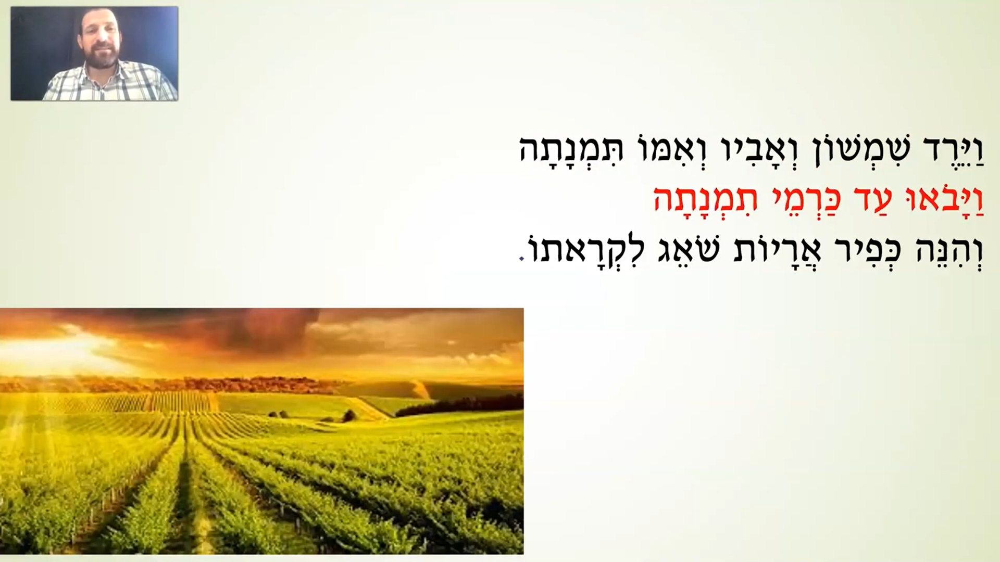 וַיֵּרֶד שִׁמְשׁוֹן וְאָבִיו וְאִמּוֹ תִּמְנָתָה
וַיָּבֹאוּ עַד כַּרְמֵי תִמְנָתָה
וְהִנֵּה כְּפִיר אֲרָיוֹת שֹׁאֵג לִקְרָאתוֹ.